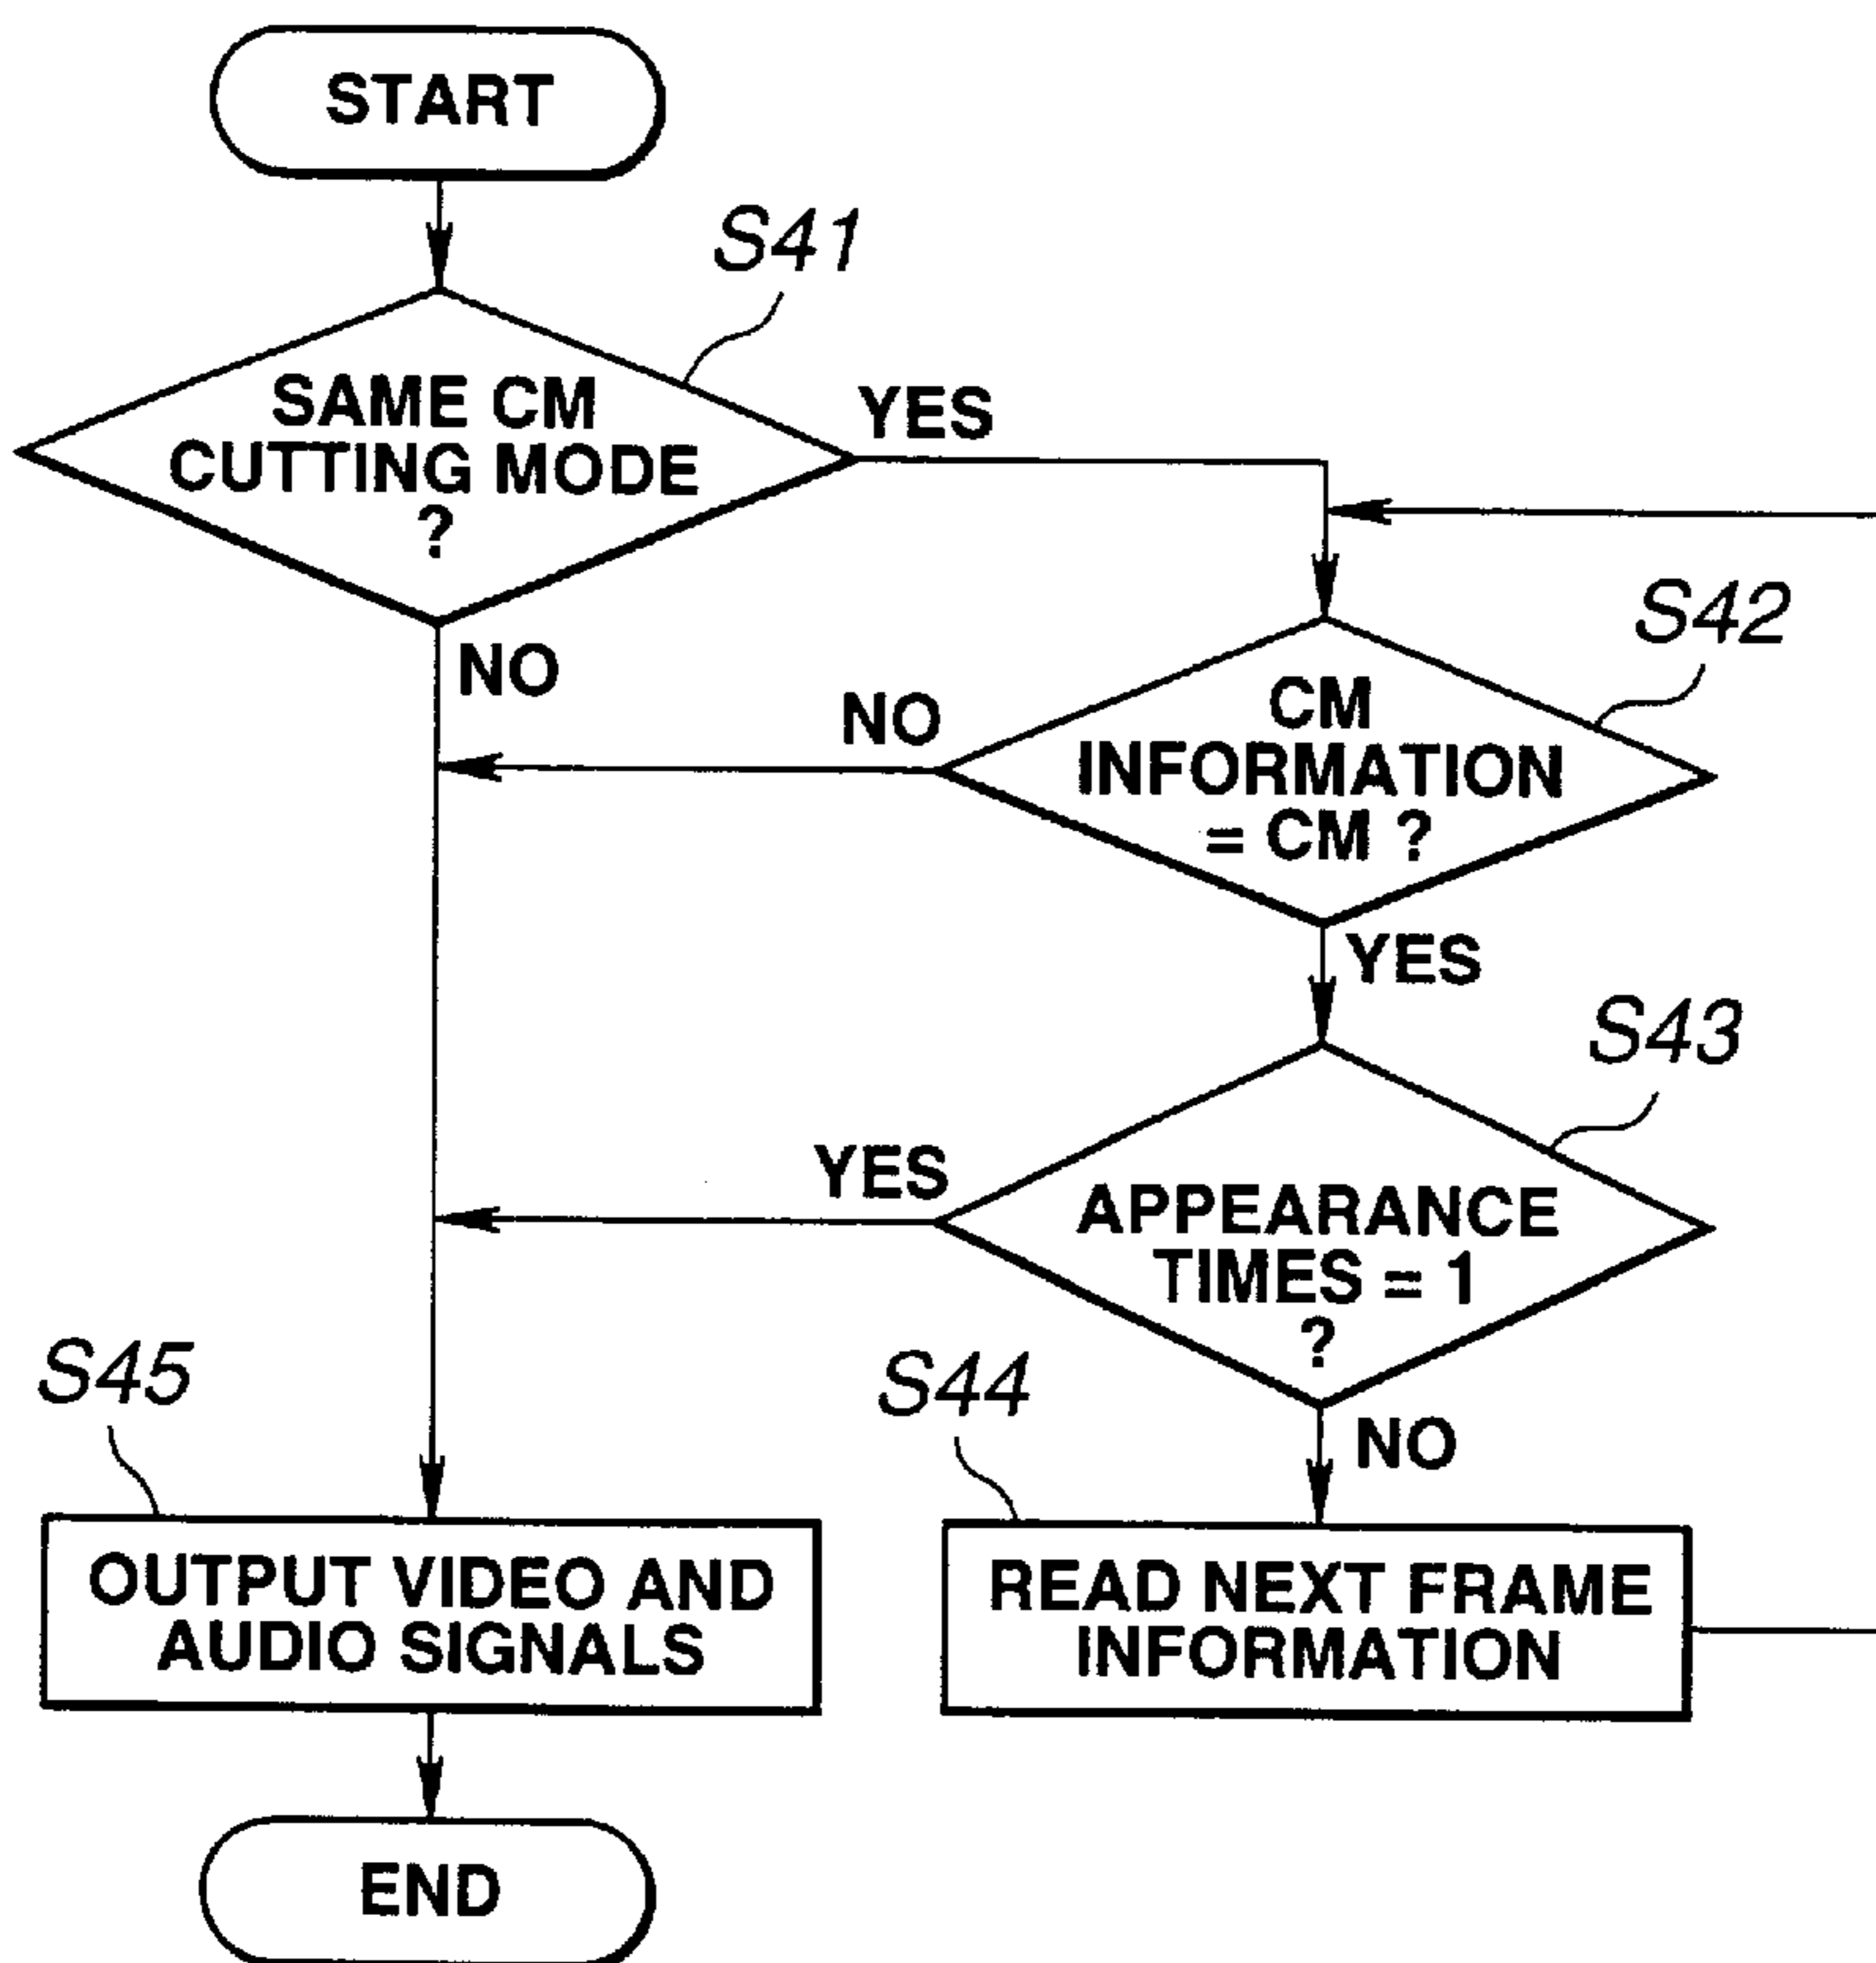 START
S41
SAME CM
CUTTING MODE
?
YES
NO
S42
NO
CM
INFORMATION
= CM ?
YES
S43
YES
APPEARANCE
TIMES = 1
?
NO
S45
S44
OUTPUT VIDEO AND
AUDIO SIGNALS
READ NEXT FRAME
INFORMATION
END